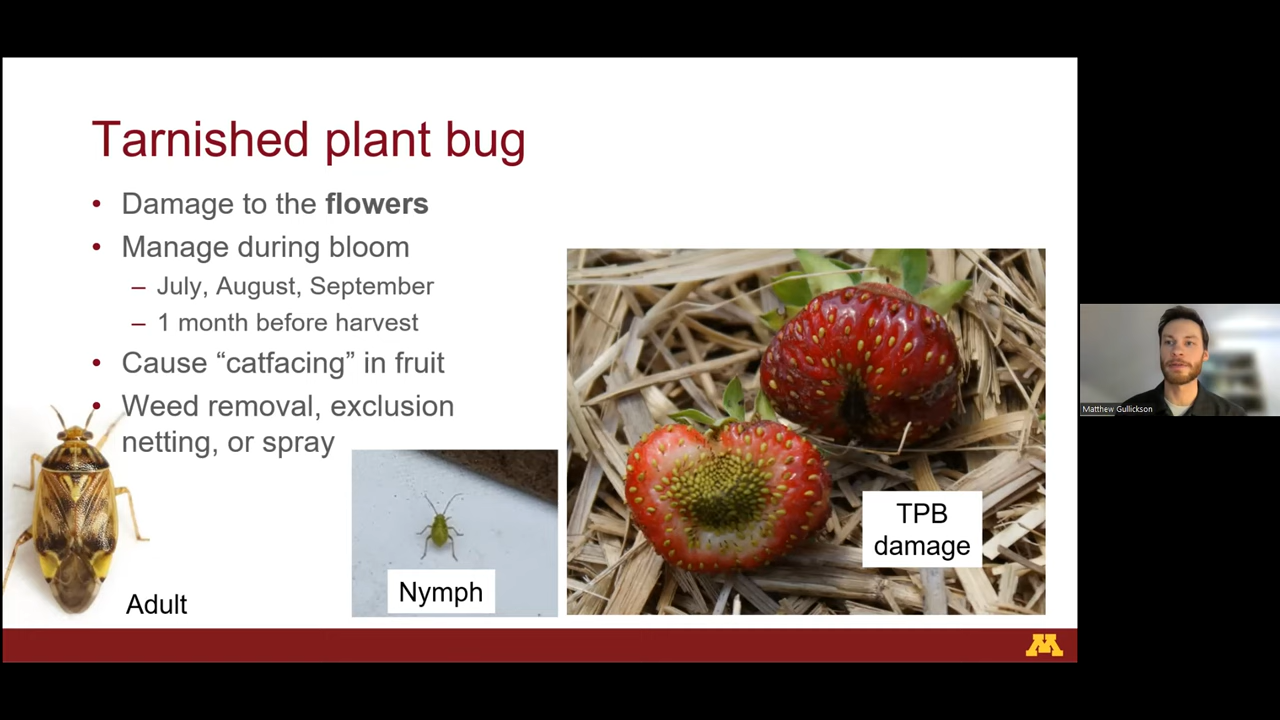 Tarnished plant bug
• Damage to the flowers
• Manage during bloom
– July, August, September
– 1 month before harvest
• Cause “catfacing” in fruit
• Weed removal, exclusion
netting, or spray
Adult
Nymph
TPB
damage
M
Matthew Gullickson